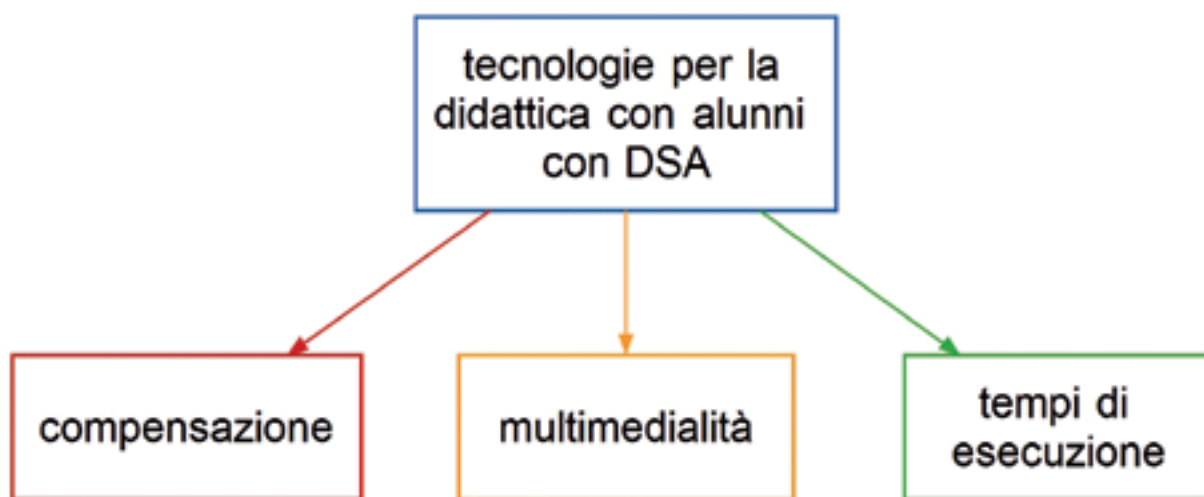 tecnologie per la
didattica con alunni
con DSA
compensazione
multimedialità
tempi di
esecuzione